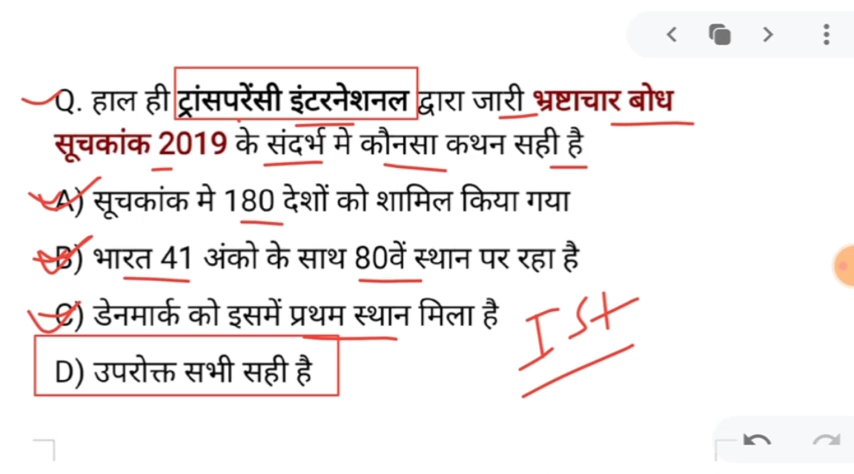 Q. हाल ही ट्रांसपरेंसी इंटरनेशनल द्वारा जारी भ्रष्टाचार बोध
सूचकांक 2019 के संदर्भ मे कौनसा कथन सही है
A) सूचकांक मे 180 देशों को शामिल किया गया
B) भारत 41 अंको के साथ 80वें स्थान पर रहा है
C) डेनमार्क को इसमें प्रथम स्थान मिला है
Ist
D) उपरोक्त सभी सही है